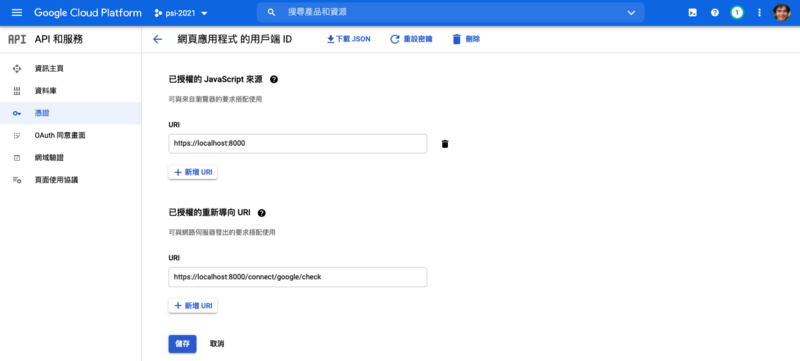 Google Cloud Platform psi-2021 搜尋產品和資源 1
API API 和服務 網頁應用程式 的用戶端 ID 下載 JSON 重設密鑰 刪除
資訊主頁
資料庫
憑證
OAuth 同意畫面
網域驗證
頁面使用協議
已授權的 JavaScript 來源
可與來自瀏覽器的要求搭配使用
URI
https://localhost:8000
新增 URI
已授權的重新導向 URI
可與網路伺服器發出的要求搭配使用
URI
https://localhost:8000/connect/google/check
新增 URI
儲存 取消